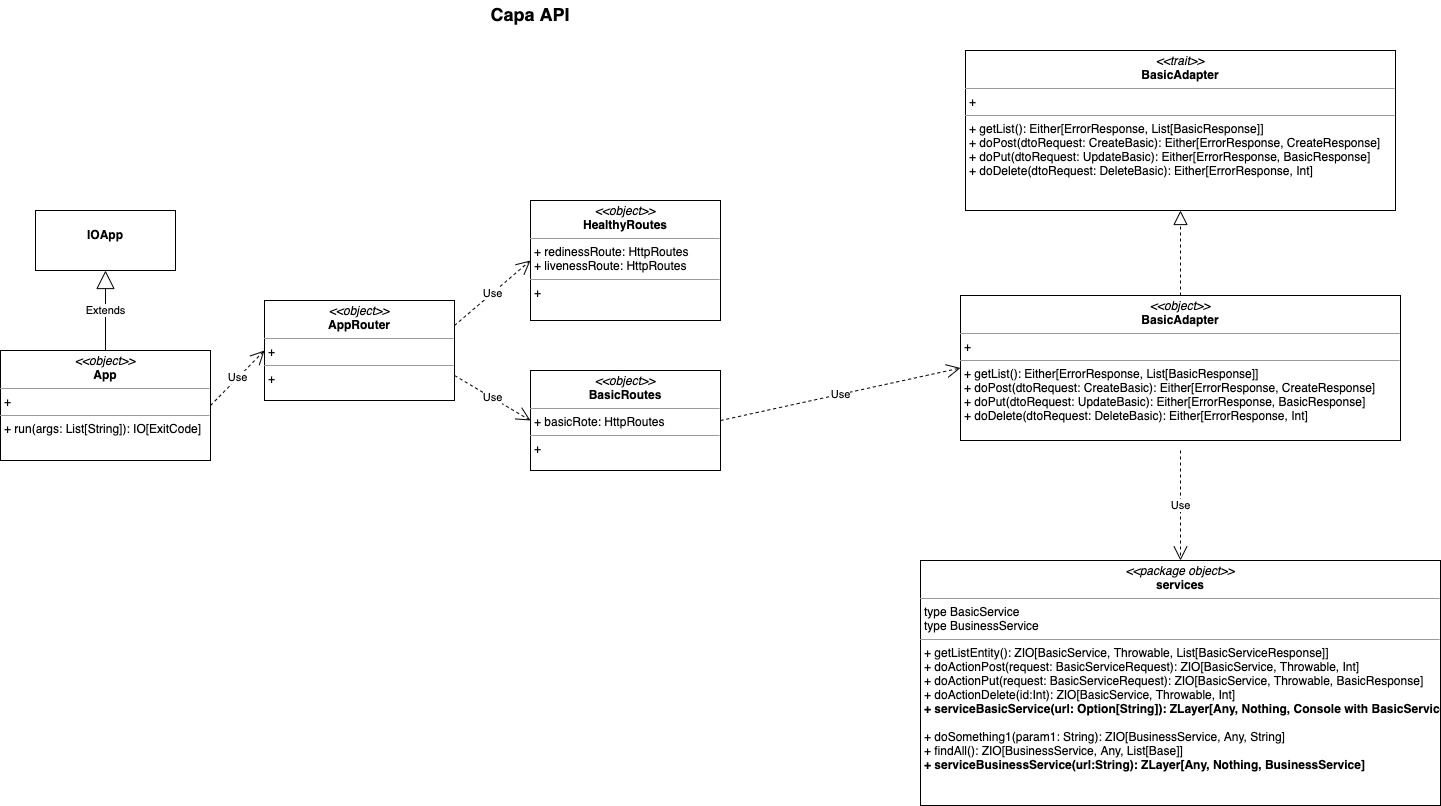 Capa API
<<trait>>
BasicAdapter
+
+ getList(): Either[ErrorResponse, List[BasicResponse]]
+ doPost(dtoRequest: CreateBasic): Either[ErrorResponse, CreateResponse]
+ doPut(dtoRequest: UpdateBasic): Either[ErrorResponse, BasicResponse]
+ doDelete(dtoRequest: DeleteBasic): Either[ErrorResponse, Int]
IOApp
Extends
<<object>>
App
+
+ run(args: List[String]): IO[ExitCode]
Use
<<object>>
AppRouter
+
+
Use
Use
<<object>>
HealthyRoutes
+ redinessRoute: HttpRoutes
+ livenessRoute: HttpRoutes
+
<<object>>
BasicRoutes
+ basicRote: HttpRoutes
+
Use
<<object>>
BasicAdapter
+
+ getList(): Either[ErrorResponse, List[BasicResponse]]
+ doPost(dtoRequest: CreateBasic): Either[ErrorResponse, CreateResponse]
+ doPut(dtoRequest: UpdateBasic): Either[ErrorResponse, BasicResponse]
+ doDelete(dtoRequest: DeleteBasic): Either[ErrorResponse, Int]
Use
<<package object>>
services
type BasicService
type BusinessService
+ getListEntity(): ZIO[BasicService, Throwable, List[BasicServiceResponse]]
+ doActionPost(request: BasicServiceRequest): ZIO[BasicService, Throwable, Int]
+ doActionPut(request: BasicServiceRequest): ZIO[BasicService, Throwable, BasicResponse]
+ doActionDelete(id:Int): ZIO[BasicService, Throwable, Int]
+ serviceBasicService(url: Option[String]): ZLayer[Any, Nothing, Console with BasicServic
+ doSomething1(param1: String): ZIO[BusinessService, Any, String]
+ findAll(): ZIO[BusinessService, Any, List[Base]]
+ serviceBusinessService(url:String): ZLayer[Any, Nothing, BusinessService]